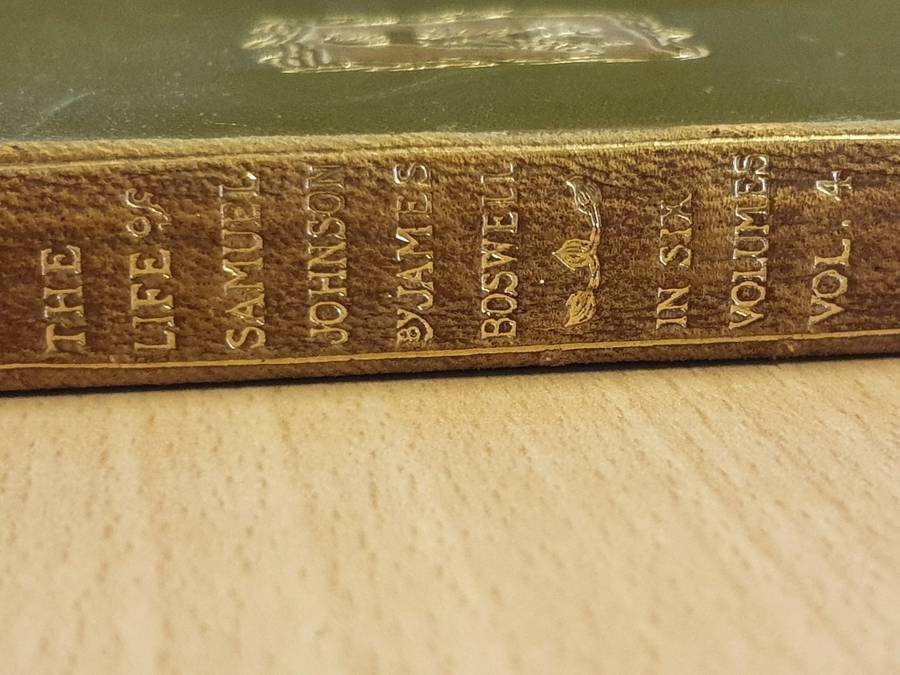 THE
LIFE of
SAMUEL
JOHNSON
By JAMES
BOSWELL
IN SIX
VOLUMES
VOL. 4